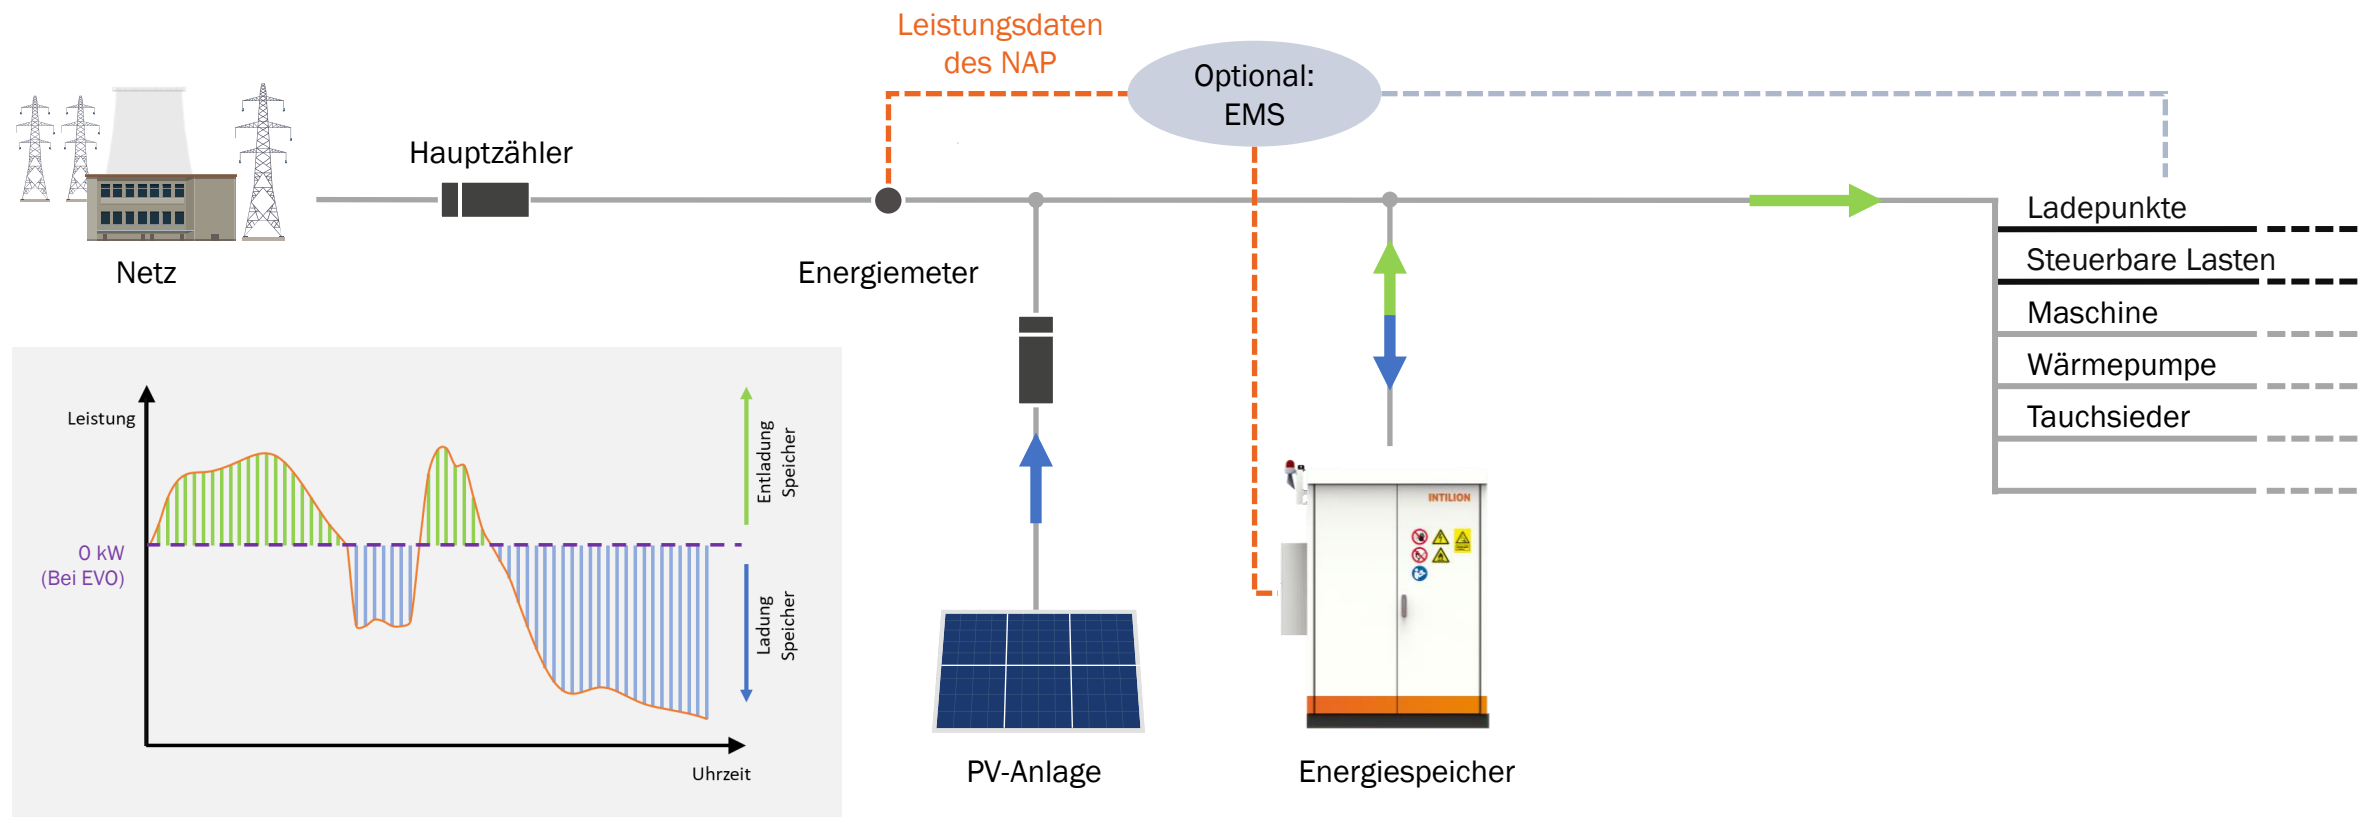 Leistungsdaten
des NAP
Optional:
EMS
Hauptzähler
Netz
Energiemeter
Ladepunkte
Steuerbare Lasten
Maschine
Wärmepumpe
Tauchsieder
Leistung
0 kW
(Bei EVO)
Entladung
Speicher
Ladung
Speicher
Uhrzeit
INTILION
PV-Anlage
Energiespeicher